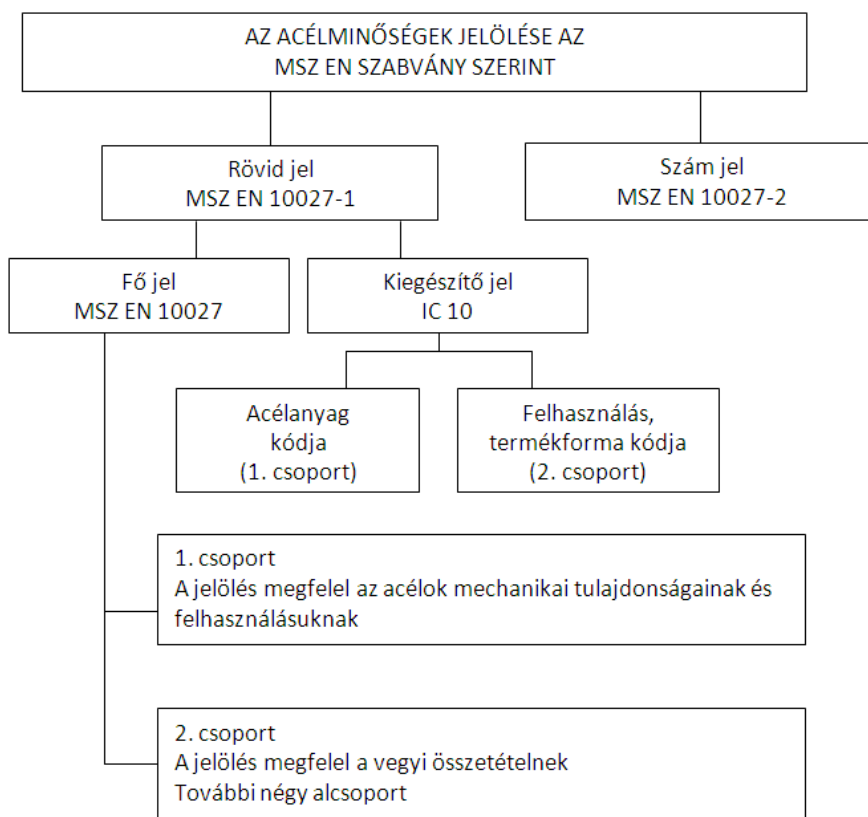 AZ ACÉLMINŐSÉGEK JELÖLÉSE AZ
MSZ EN SZABVÁNY SZERINT
Rövid jel
MSZ EN 10027-1
Szám jel
MSZ EN 10027-2
Fő jel
MSZ EN 10027
Kiegészítő jel
IC 10
Acélanyag
kódja
(1. csoport)
Felhasználás,
termékforma kódja
(2. csoport)
1. csoport
A jelölés megfelel az acélok mechanikai tulajdonságainak és
felhasználásuknak
2. csoport
A jelölés megfelel a vegyi összetételnek
További négy alcsoport